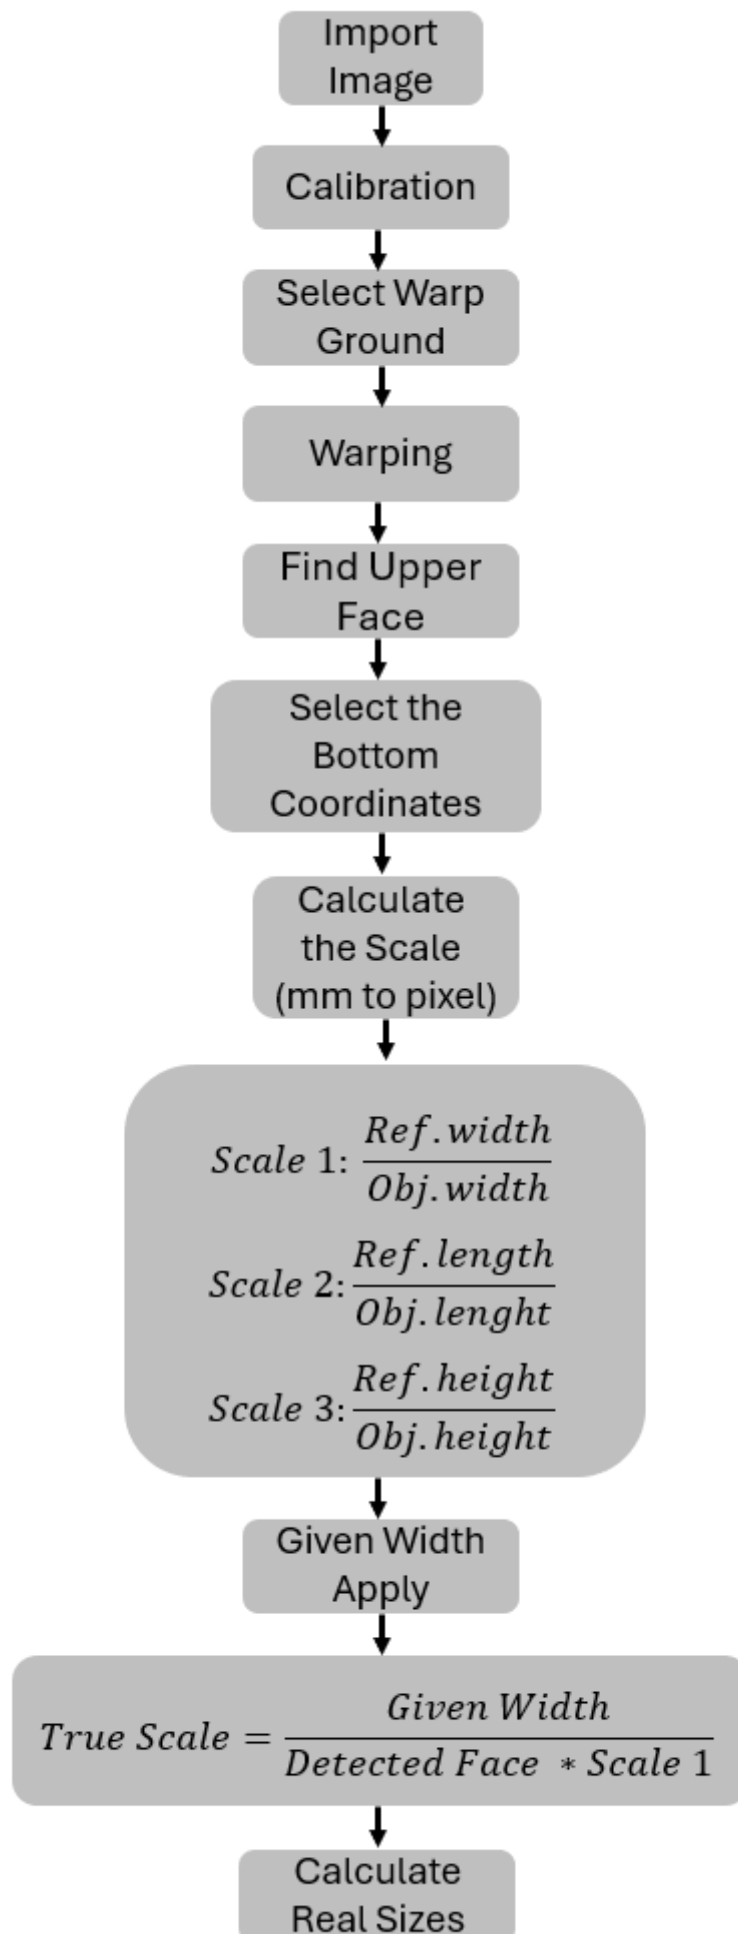 Import
Image
Calibration
Select Warp
Ground
Warping
Find Upper
Face
Select the
Bottom
Coordinates
Calculate
the Scale
(mm to pixel)
Scale 1: Ref.width / Obj.width
Scale 2: Ref.length / Obj.lenght
Scale 3: Ref.height / Obj.height
Given Width
Apply
True Scale = Given Width / Detected Face * Scale 1
Calculate
Real Sizes